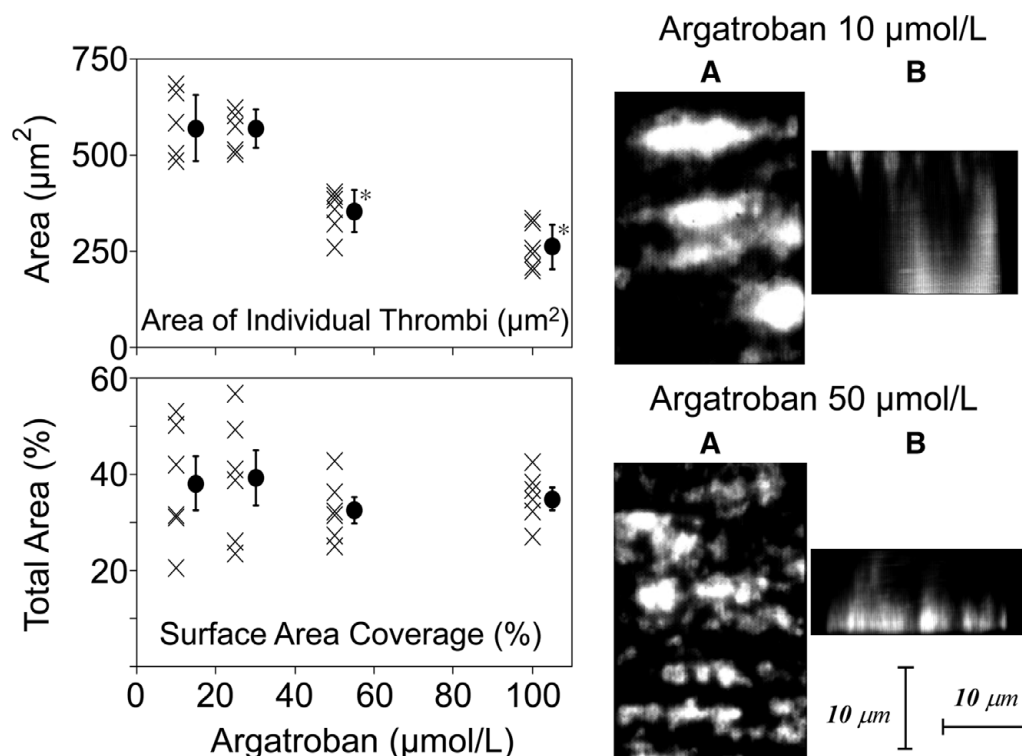 750
500
250
0
Area (µm²)
Area of Individual Thrombi (µm²)
*
*
60
40
20
Total Area (%)
Surface Area Coverage (%)
0 20 40 60 80 100
Argatroban (µmol/L)
Argatroban 10 µmol/L
A B
Argatroban 50 µmol/L
A B
10 µm
10 µm